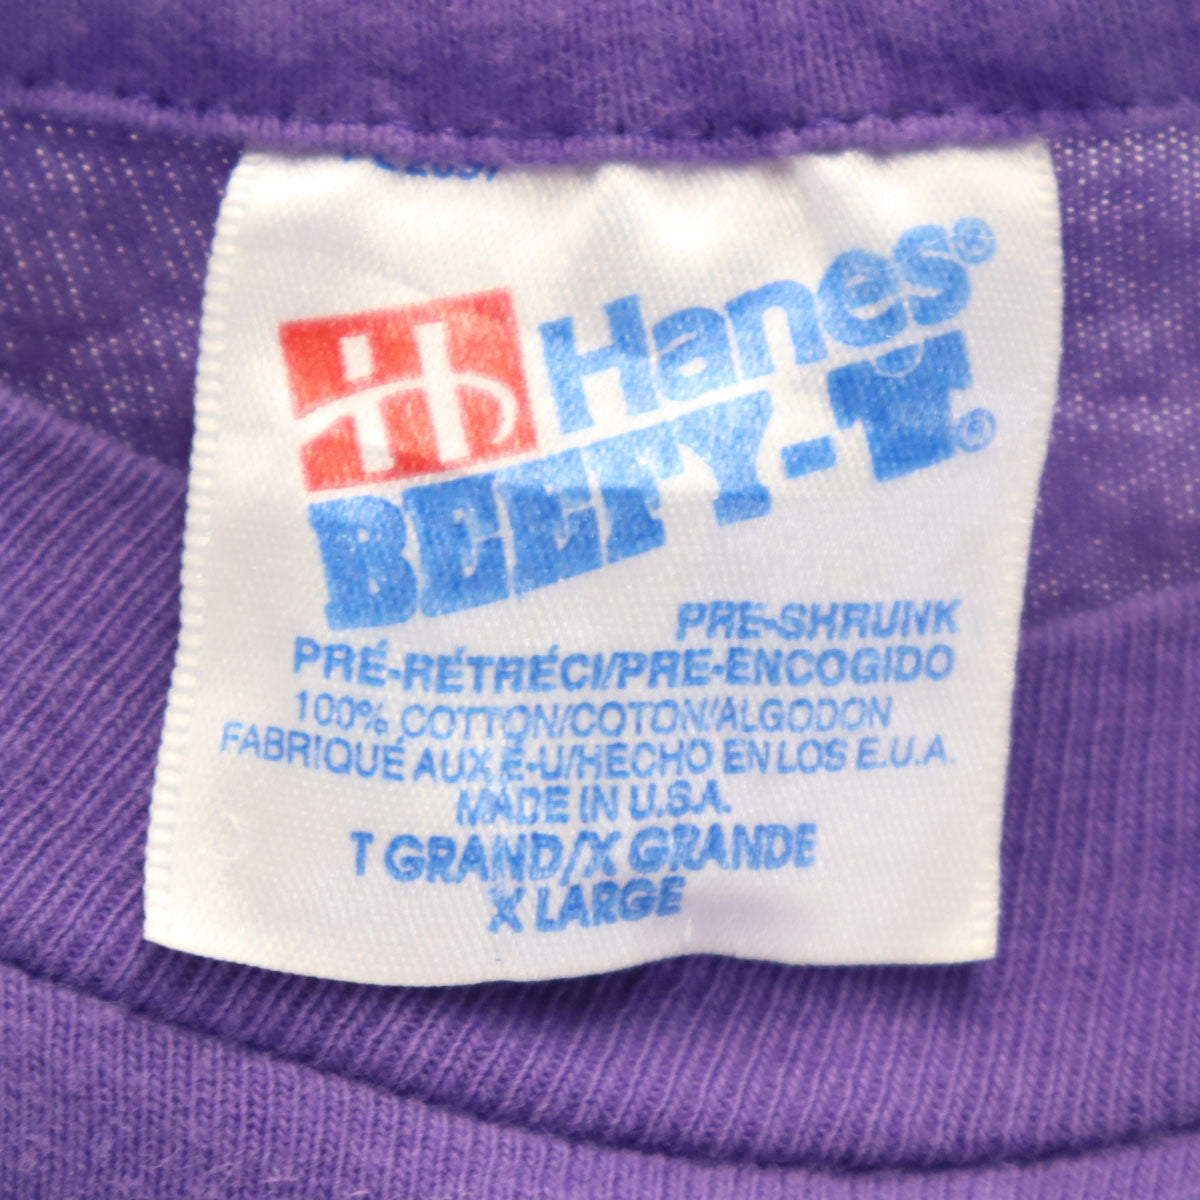 Hanes®
BEEFY-T®
PRE-SHRUNK
PRÉ-RÉTRÉCI/PRE-ENCOGIDO
100% COTTON/COTON/ALGODON
FABRIQUÉ AUX É-U/HECHO EN LOS E.U.A.
MADE IN U.S.A.
T GRAND/X GRANDE
X LARGE